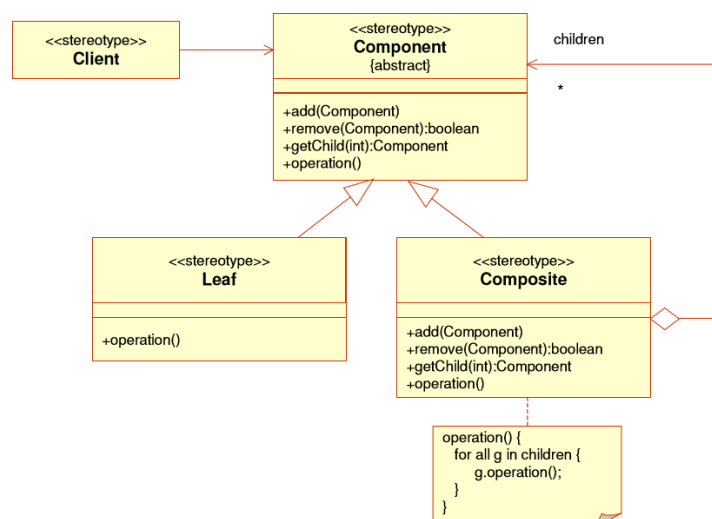 <<stereotype>>
Client
<<stereotype>>
Component
{abstract}
+add(Component)
+remove(Component):boolean
+getChild(int):Component
+operation()
children
*
<<stereotype>>
Leaf
+operation()
<<stereotype>>
Composite
+add(Component)
+remove(Component):boolean
+getChild(int):Component
+operation()
operation() {
for all g in children {
g.operation();
}
}